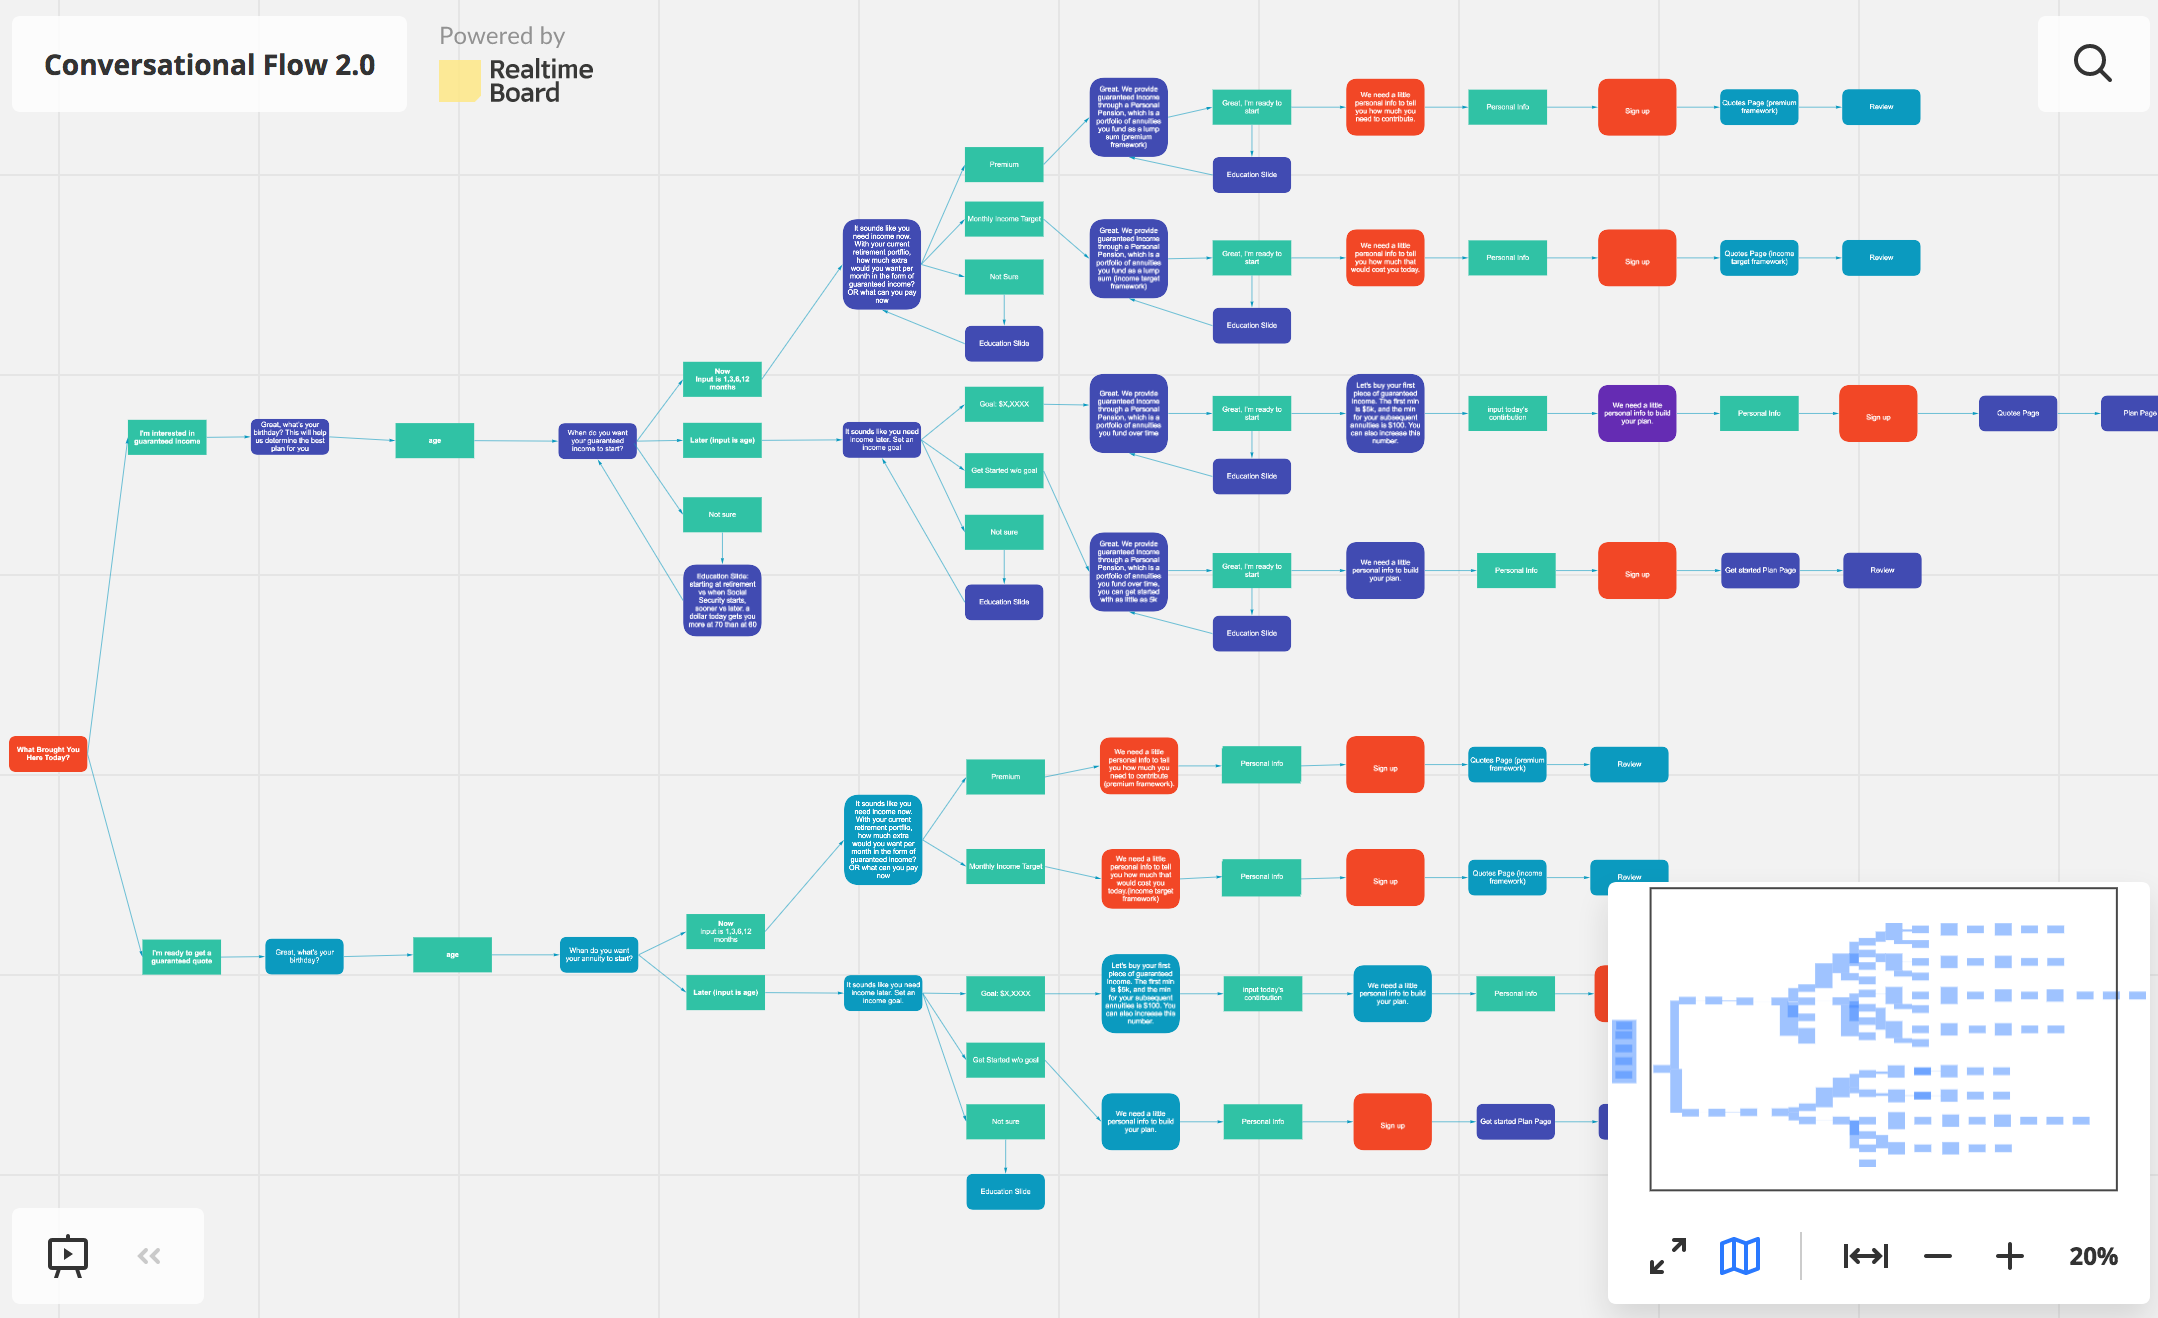 Conversational Flow 2.0
Powered by
Realtime
Board
Great. We provide
guaranteed income
through a Personal
Pension, which is a
portfolio of annuities
you fund as a lump
sum (premium
framework)
Great, I'm ready to
start
We need a little
personal info to tell
you how much you
need to contribute.
Personal Info
Sign up
Quotes Page (premium
framework)
Review
Premium
Education Slide
Monthly Income Target
It sounds like you
need income now.
With your current
retirement portflio,
how much extra
would you want per
month in the form of
guaranteed income?
OR what can you pay
now
Great. We provide
guaranteed income
through a Personal
Pension, which is a
portfolio of annuities
you fund as a lump
sum (income target
framework)
Great, I'm ready to
start
We need a little
personal info to tell
you how much that
would cost you today.
Personal Info
Sign up
Quotes Page (income
target framework)
Review
Not Sure
Education Slide
Education Slide
Now
Input is 1,3,6,12
months
Goal: $X,XXXX
Great. We provide
guaranteed income
through a Personal
Pension, which is a
portfolio of annuities
you fund over time
Great, I'm ready to
start
Let's buy your first
piece of guaranteed
income. The first min
is $5k, and the min
for your subsequent
annuities is $100. You
can also increase this
number.
input today's
contirbution
We need a little
personal info to build
your plan.
Personal Info
Sign up
Quotes Page
Plan Page
I'm interested in
guaranteed income
Great, what's your
birthday? This will help
us determine the best
plan for you
age
When do you want
your guaranteed
income to start?
Later (input is age)
It sounds like you need
income later. Set an
income goal
Get Started w/o goal
Education Slide
Not sure
Not sure
Great. We provide
guaranteed income
through a Personal
Pension, which is a
portfolio of annuities
you fund over time,
you can get started
with as little as 5k
Great, I'm ready to
start
We need a little
personal info to build
your plan.
Personal Info
Sign up
Get started Plan Page
Review
Education Slide:
starting at retirement
vs when Social
Security starts,
sooner vs later. a
dollar today gets you
more at 70 than at 60
Education Slide
Education Slide
What Brought You
Here Today?
Premium
We need a little
personal info to tell
you how much you
need to contribute
(premium framework).
Personal Info
Sign up
Quotes Page (premium
framework)
Review
It sounds like you
need income now.
With your current
retirement portflio,
how much extra
would you want per
month in the form of
guaranteed income?
OR what can you pay
now
Monthly Income Target
We need a little
personal info to tell
you how much that
would cost you
today.(income target
framework)
Personal Info
Sign up
Quotes Page (income
framework)
Review
Now
Input is 1,3,6,12
months
I'm ready to get a
guaranteed quote
Great, what's your
birthday?
age
When do you want
your annuity to start?
Later (input is age)
It sounds like you need
income later. Set an
income goal.
Goal: $X,XXXX
Let's buy your first
piece of guaranteed
income. The first min
is $5k, and the min
for your subsequent
annuities is $100. You
can also increase this
number.
input today's
contirbution
We need a little
personal info to build
your plan.
Personal Info
Get Started w/o goal
Not sure
We need a little
personal info to build
your plan.
Personal Info
Sign up
Get started Plan Page
Education Slide
20%